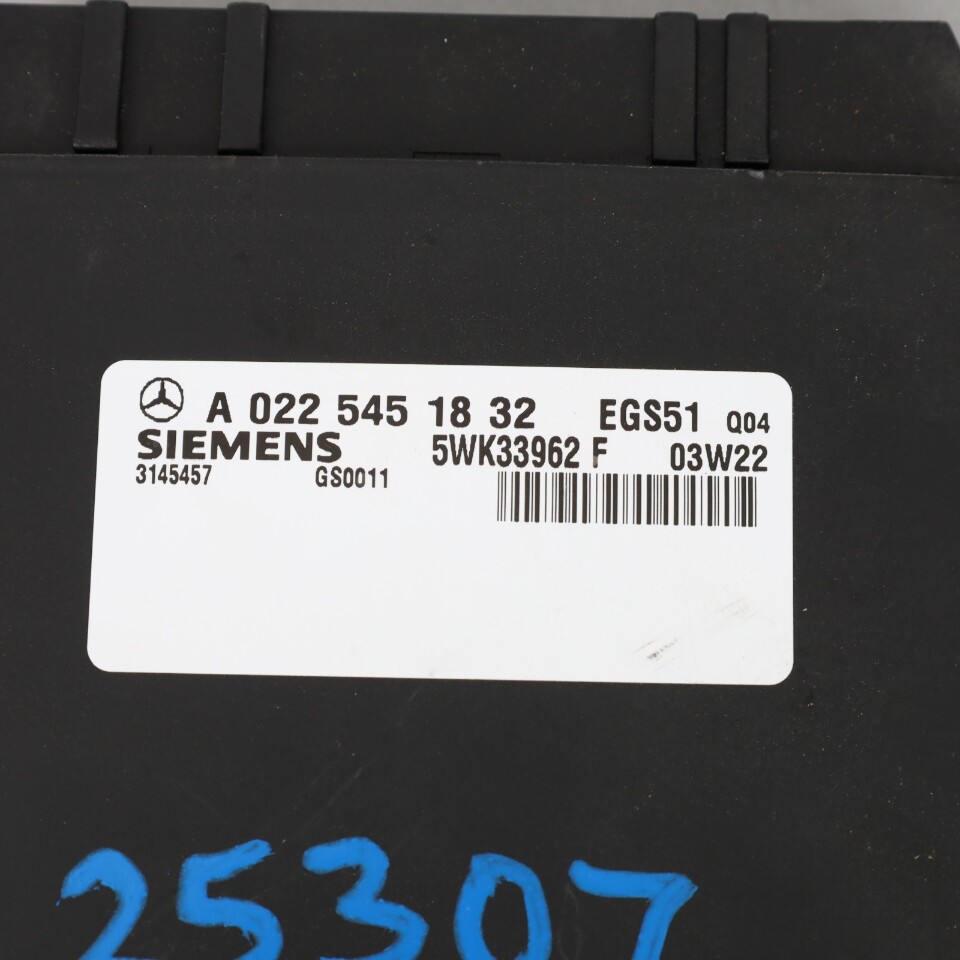 A 022 545 18 32 EGS51 Q04
SIEMENS 5WK33962 F 03W22
3145457 GS0011
25307